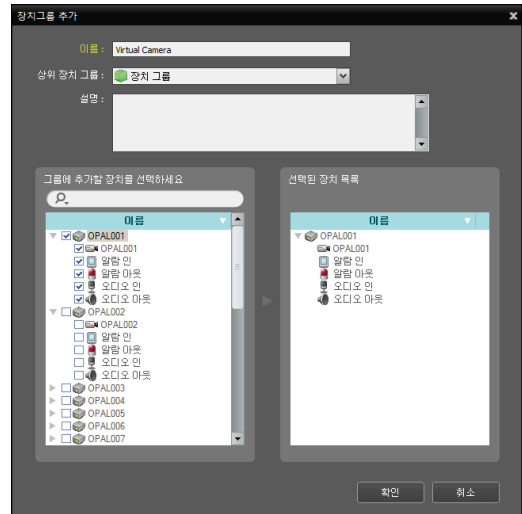 장치그룹 추가
이름 :
Virtual Camera
상위 장치 그룹 :
장치 그룹
설명 :
그룹에 추가할 장치를 선택하세요
이름
OPAL001
OPAL001
알람 인
알람 아웃
오디오 인
오디오 아웃
OPAL002
OPAL002
알람 인
알람 아웃
오디오 인
오디오 아웃
OPAL003
OPAL004
OPAL005
OPAL006
OPAL007
선택된 장치 목록
이름
OPAL001
OPAL001
알람 인
알람 아웃
오디오 인
오디오 아웃
확인
취소